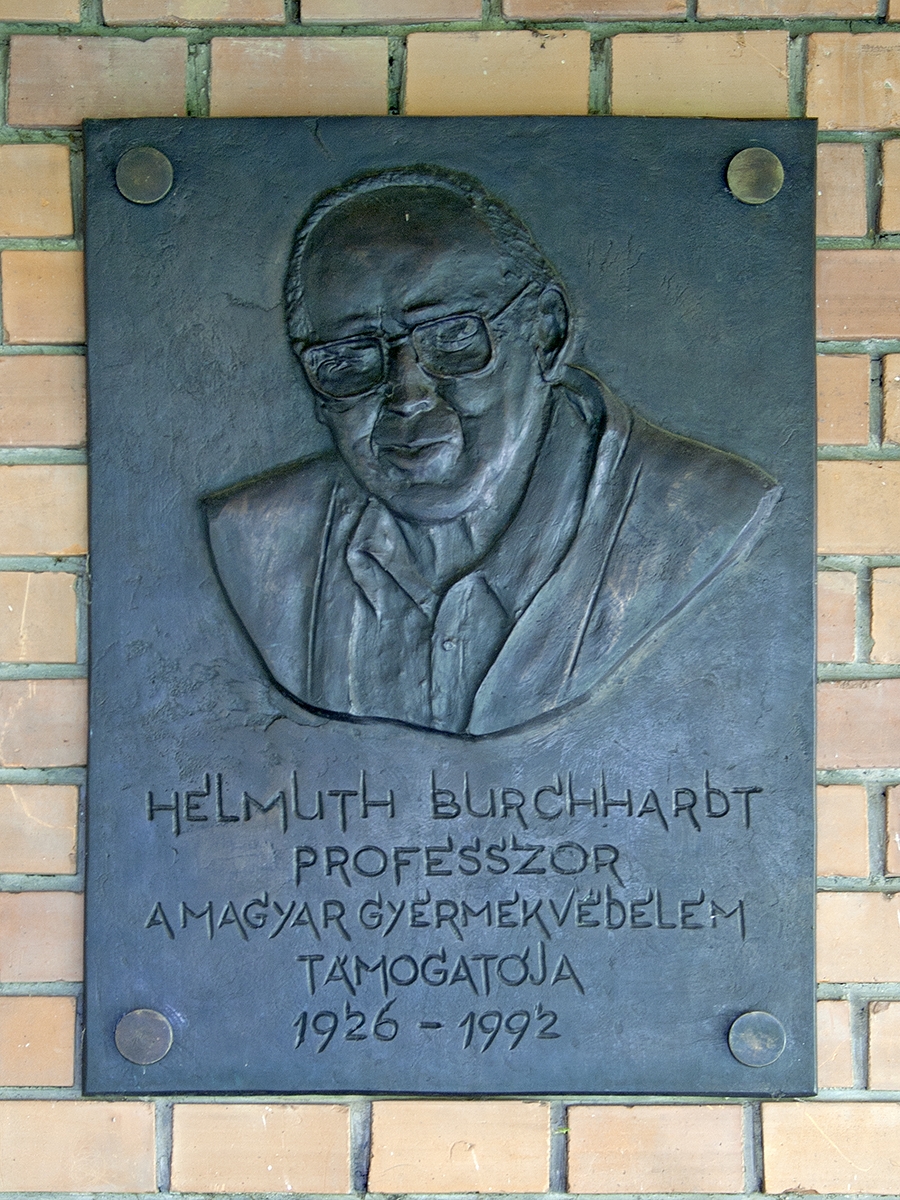 HELMUTH BURCHHARDT
PROFESSZOR
A MAGYAR GYERMEKVÉDELEM
TÁMOGATÓJA
1926 - 1992